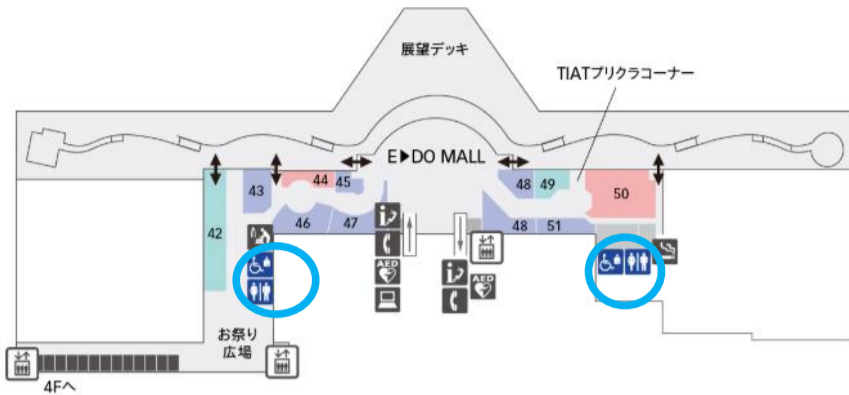 展望デッキ
TIATプリクラコーナー
E▶DO MALL
44
45
48
49
43
50
42
46
47
48
51
AED
AED
お祭り
広場
4Fへ